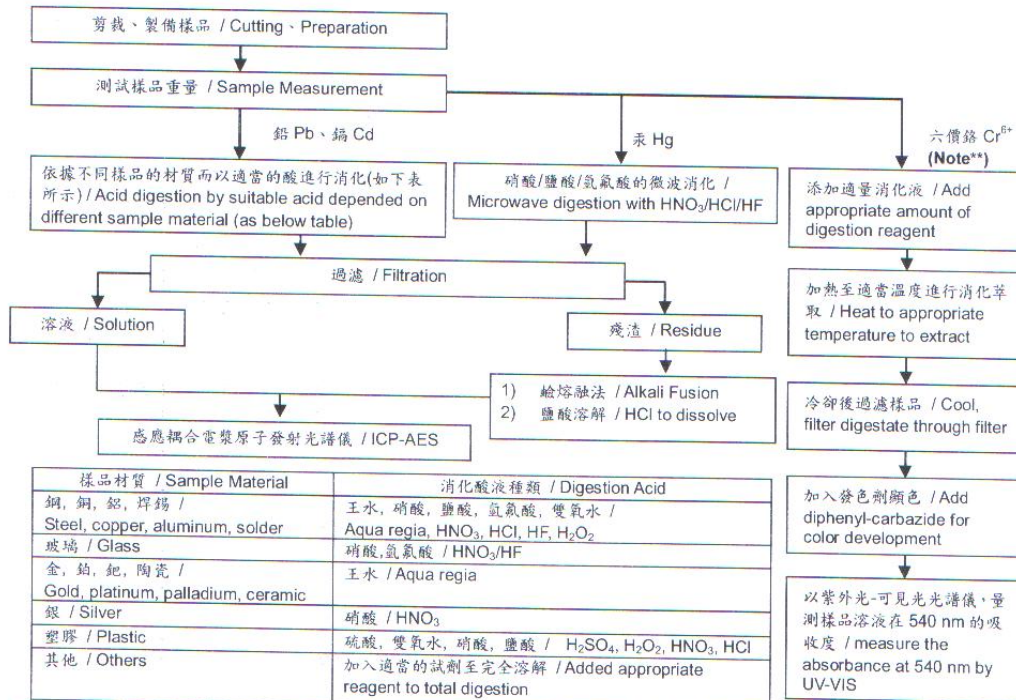 剪裁、製備樣品 / Cutting、Preparation
測試樣品重量 / Sample Measurement
鉛 Pb、鎘 Cd
汞 Hg
六價鉻 Cr6+
(Note**)
依據不同樣品的材質而以適當的酸進行消化(如下表
所示) / Acid digestion by suitable acid depended on
different sample material (as below table)
硝酸/鹽酸/氫氟酸的微波消化 /
Microwave digestion with HNO3/HCl/HF
添加適量消化液 / Add
appropriate amount of
digestion reagent
過濾 / Filtration
溶液 / Solution
殘渣 / Residue
加熱至適當溫度進行消化萃
取 / Heat to appropriate
temperature to extract
1) 鹼熔融法 / Alkali Fusion
2) 鹽酸溶解 / HCl to dissolve
冷卻後過濾樣品 / Cool,
filter digestate through filter
感應耦合電漿原子發射光譜儀 / ICP-AES
加入發色劑顯色 / Add
diphenyl-carbazide for
color development
以紫外光-可見光光譜儀,量
測樣品溶液在 540 nm 的吸
收度 / measure the
absorbance at 540 nm by
UV-VIS
樣品材質 / Sample Material
消化酸液種類 / Digestion Acid
鋼, 銅, 鋁, 焊錫 /
Steel, copper, aluminum, solder
王水, 硝酸, 鹽酸, 氫氟酸, 雙氧水 /
Aqua regia, HNO3, HCl, HF, H2O2
玻璃 / Glass
硝酸,氫氟酸 / HNO3/HF
金, 鉑, 鈀, 陶瓷 /
Gold, platinum, palladium, ceramic
王水 / Aqua regia
銀 / Silver
硝酸 / HNO3
塑膠 / Plastic
硫酸, 雙氧水, 硝酸, 鹽酸 / H2SO4, H2O2, HNO3, HCl
其他 / Others
加入適當的試劑至完全溶解 / Added appropriate
reagent to total digestion